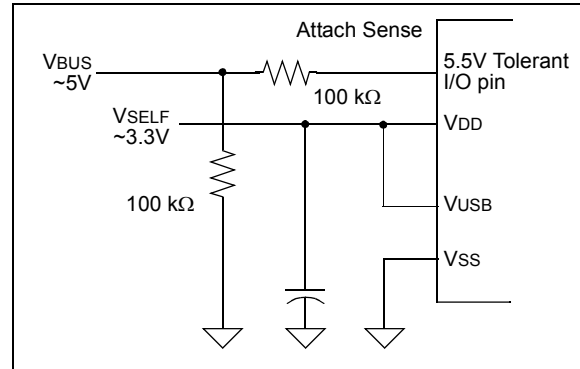 Attach Sense
VBUS
~5V
5.5V Tolerant
I/O pin
100 kΩ
VSELF
~3.3V
VDD
100 kΩ
VUSB
VSS